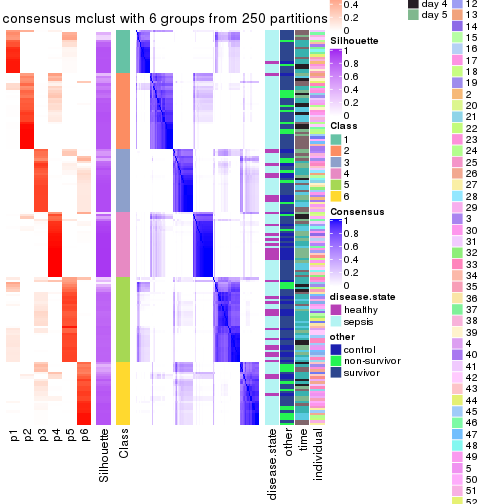 consensus mclust with 6 groups from 250 partitions
0.4
0.2
0
Silhouette
1
0.8
0.6
0.4
0.2
0
Class
1
2
3
4
5
6
Consensus
1
0.8
0.6
0.4
0.2
0
disease.state
healthy
sepsis
other
control
non-survivor
survivor
day 4
day 5
12
13
14
15
16
17
18
19
2
20
21
22
23
24
25
26
27
28
29
3
30
31
32
33
34
35
36
37
38
39
4
40
41
42
43
44
45
46
47
48
49
5
50
51
52
p1
p2
p3
p4
p5
p6
Silhouette
Class
disease.state
other
time
individual